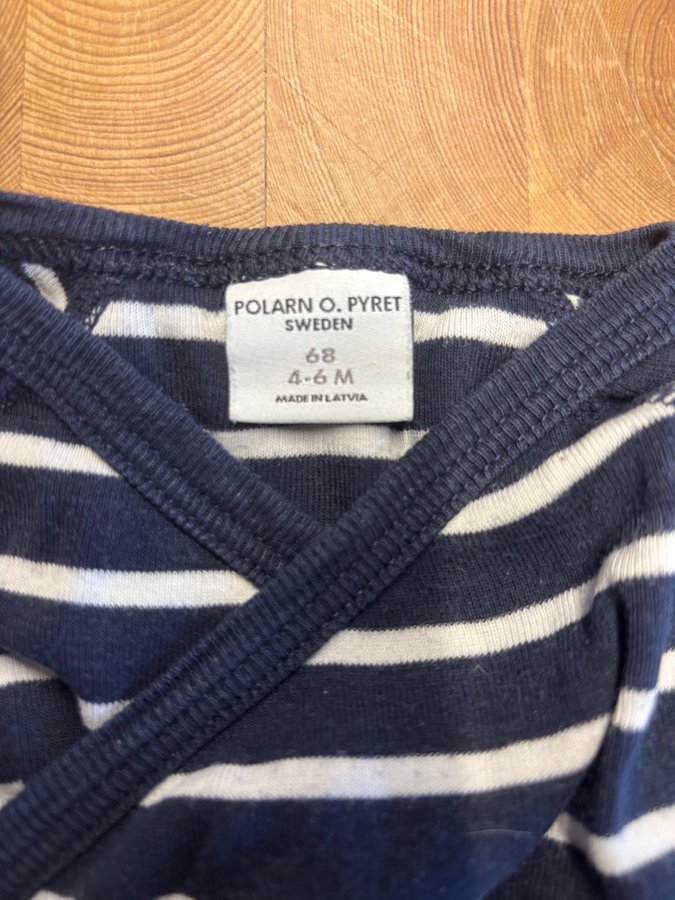 POLARN O. PYRET
SWEDEN
68
4-6 M
MADE IN LATVIA